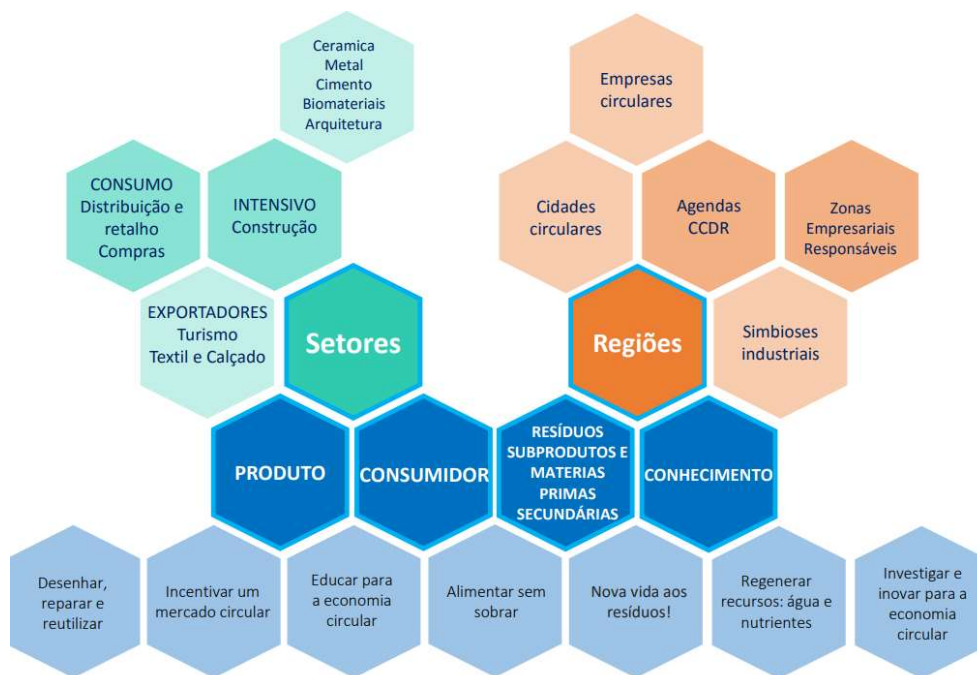 Ceramica
Metal
Cimento
Biomateriais
Arquitetura
Empresas
circulares
CONSUMO
Distribuição e
retalho
Compras
INTENSIVO
Construção
Cidades
circulares
Agendas
CCDR
Zonas
Empresariais
Responsáveis
EXPORTADORES
Turismo
Textil e Calçado
Setores
Regiões
Simbioses
industriais
PRODUTO
CONSUMIDOR
RESÍDUOS
SUBPRODUTOS E
MATERIAS
PRIMAS
SECUNDÁRIAS
CONHECIMENTO
Desenhar,
reparar e
reutilizar
Incentivar um
mercado circular
Educar para
a economia
circular
Alimentar sem
sobrar
Nova vida aos
resíduos!
Regenerar
recursos: água e
nutrientes
Investigar e
inovar para a
economia
circular